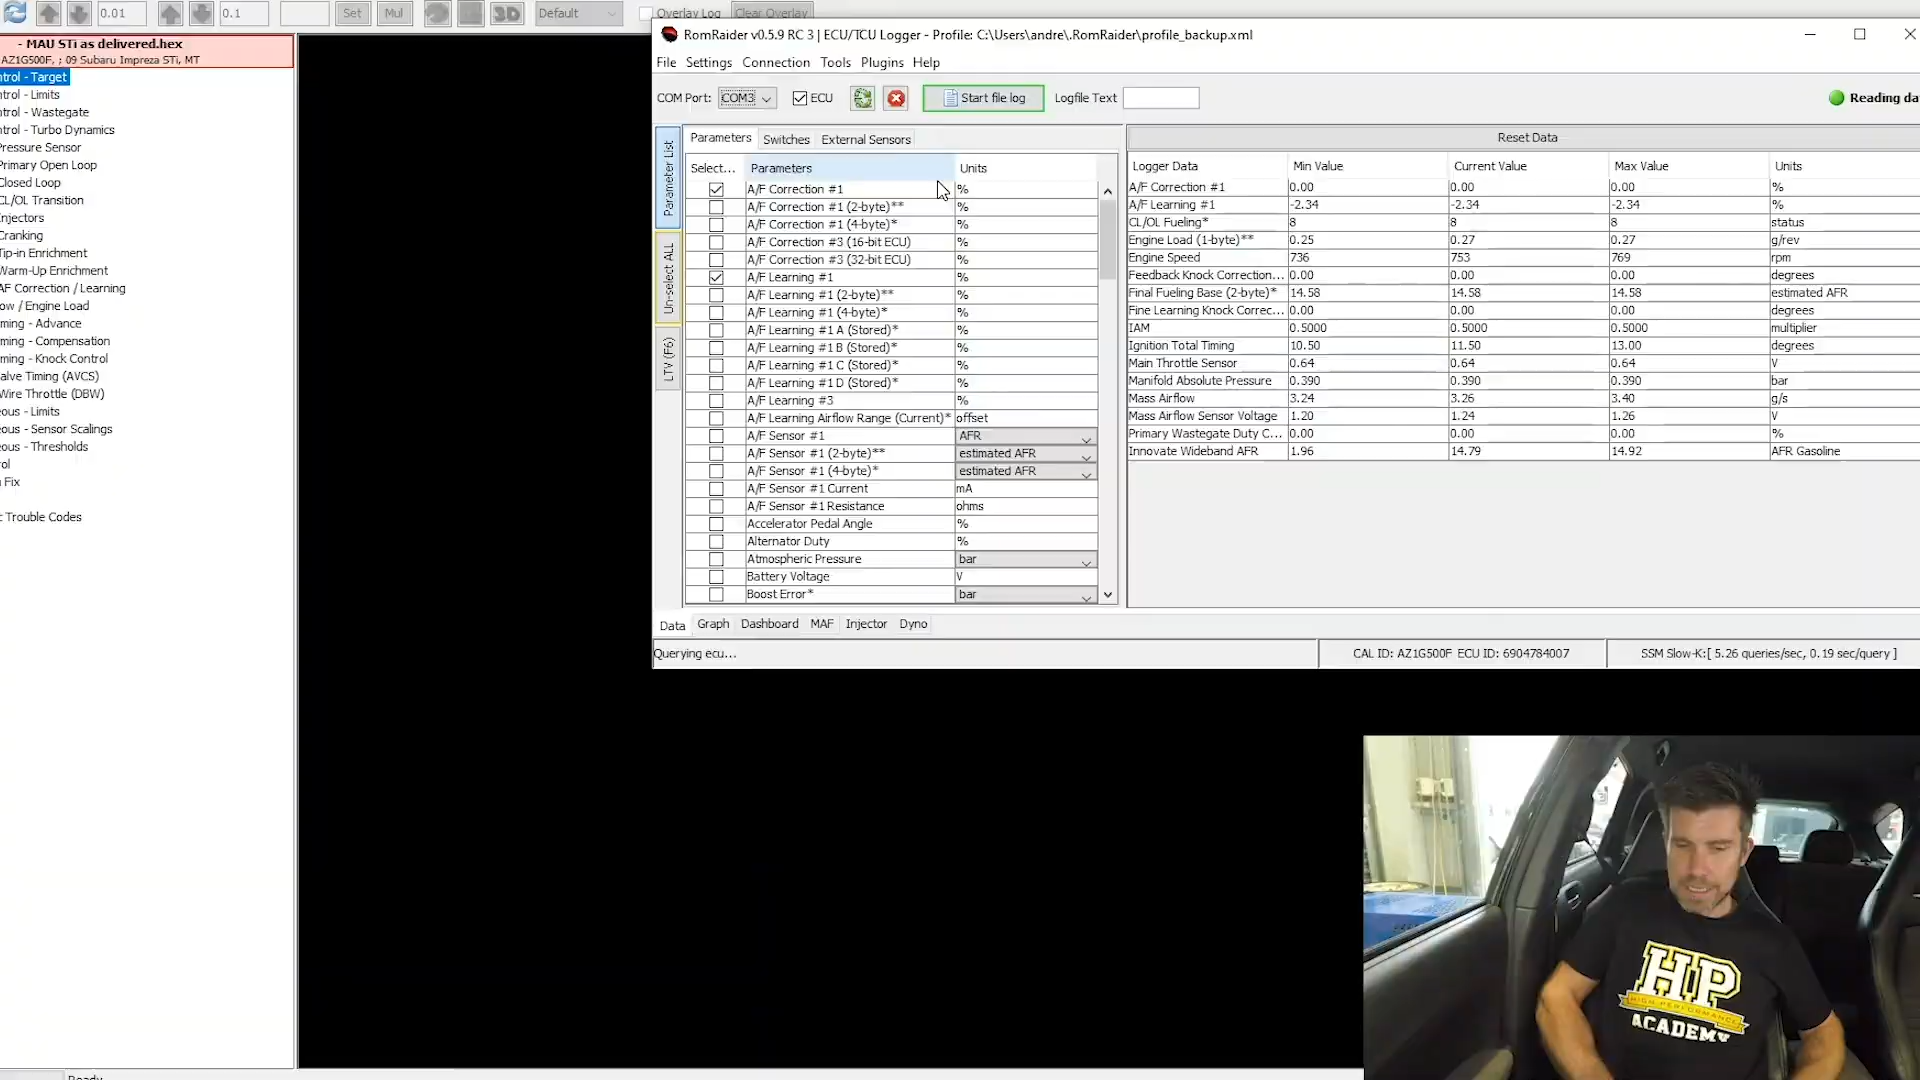 0.01
0.1
Set
Mul
3D
Default
Overlay Log
Clear Overlay
- MAU STi as delivered.hex
AZ1G500F, ; 09 Subaru Impreza STi, MT
ntrol - Target
ntrol - Limits
ntrol - Wastegate
ntrol - Turbo Dynamics
Pressure Sensor
Primary Open Loop
Closed Loop
CL/OL Transition
Injectors
Cranking
Tip-in Enrichment
Warm-Up Enrichment
AF Correction / Learning
ow / Engine Load
ming - Advance
ming - Compensation
ming - Knock Control
alve Timing (AVCS)
Wire Throttle (DBW)
eous - Limits
eous - Sensor Scalings
eous - Thresholds
rol
Fix
c Trouble Codes
Ready
RomRaider v0.5.9 RC 3 | ECU/TCU Logger - Profile: C:\Users\andre\.RomRaider\profile_backup.xml
File Settings Connection Tools Plugins Help
COM Port: COM3 ECU Start file log Logfile Text Reading da
Parameter List
Un-select ALL
LTV (F6)
Parameters Switches External Sensors
Select... Parameters Units
A/F Correction #1 %
A/F Correction #1 (2-byte)** %
A/F Correction #1 (4-byte)* %
A/F Correction #3 (16-bit ECU) %
A/F Correction #3 (32-bit ECU) %
A/F Learning #1 %
A/F Learning #1 (2-byte)** %
A/F Learning #1 (4-byte)* %
A/F Learning #1 A (Stored)* %
A/F Learning #1 B (Stored)* %
A/F Learning #1 C (Stored)* %
A/F Learning #1 D (Stored)* %
A/F Learning #3 %
A/F Learning Airflow Range (Current)* offset
A/F Sensor #1 AFR
A/F Sensor #1 (2-byte)** estimated AFR
A/F Sensor #1 (4-byte)* estimated AFR
A/F Sensor #1 Current mA
A/F Sensor #1 Resistance ohms
Accelerator Pedal Angle %
Alternator Duty %
Atmospheric Pressure bar
Battery Voltage V
Boost Error* bar
Reset Data
Logger Data Min Value Current Value Max Value Units
A/F Correction #1 0.00 0.00 0.00 %
A/F Learning #1 -2.34 -2.34 -2.34 %
CL/OL Fueling* 8 8 8 status
Engine Load (1-byte)** 0.25 0.27 0.27 g/rev
Engine Speed 736 753 769 rpm
Feedback Knock Correction... 0.00 0.00 0.00 degrees
Final Fueling Base (2-byte)* 14.58 14.58 14.58 estimated AFR
Fine Learning Knock Correc... 0.00 0.00 0.00 degrees
IAM 0.5000 0.5000 0.5000 multiplier
Ignition Total Timing 10.50 11.50 13.00 degrees
Main Throttle Sensor 0.64 0.64 0.64 V
Manifold Absolute Pressure 0.390 0.390 0.390 bar
Mass Airflow 3.24 3.26 3.40 g/s
Mass Airflow Sensor Voltage 1.20 1.24 1.26 V
Primary Wastegate Duty C... 0.00 0.00 0.00 %
Innovate Wideband AFR 1.96 14.79 14.92 AFR Gasoline
Data Graph Dashboard MAF Injector Dyno
Querying ecu... CAL ID: AZ1G500F ECU ID: 6904784007 SSM Slow-K:[ 5.26 queries/sec, 0.19 sec/query ]
HP
HIGH PERFORMANCE
ACADEMY